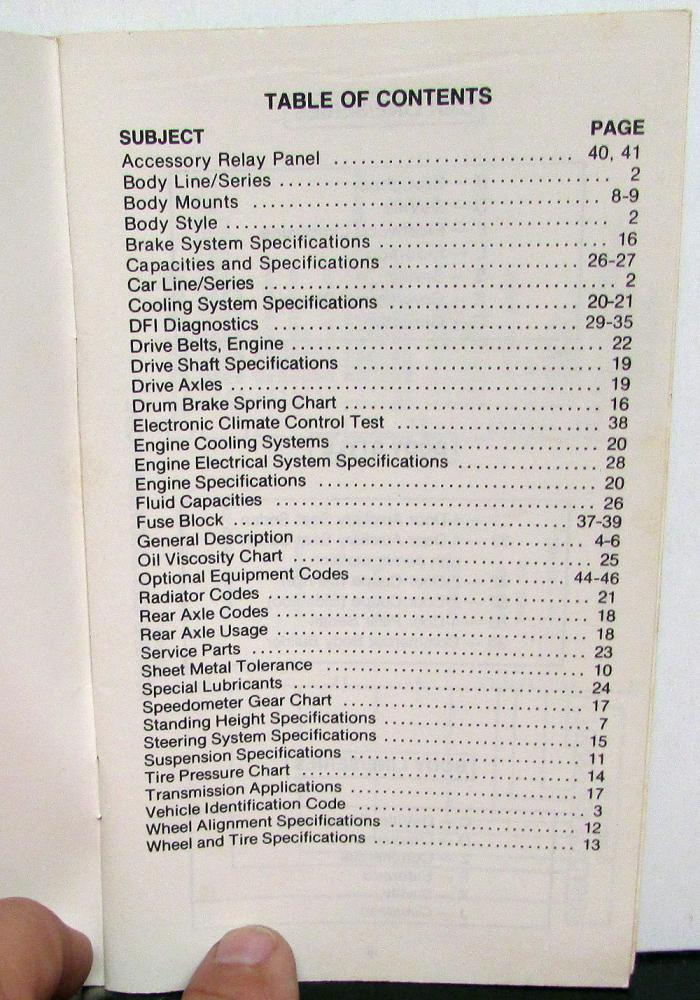 TABLE OF CONTENTS
SUBJECT PAGE
Accessory Relay Panel .......................... 40, 41
Body Line/Series .................................... 2
Body Mounts ..................................... 8-9
Body Style .......................................... 2
Brake System Specifications ......................... 16
Capacities and Specifications .................... 26-27
Car Line/Series ..................................... 2
Cooling System Specifications .................... 20-21
DFI Diagnostics .................................. 29-35
Drive Belts, Engine ................................. 22
Drive Shaft Specifications .......................... 19
Drive Axles ......................................... 19
Drum Brake Spring Chart ............................. 16
Electronic Climate Control Test ..................... 38
Engine Cooling Systems .............................. 20
Engine Electrical System Specifications ............. 28
Engine Specifications ............................... 20
Fluid Capacities .................................... 26
Fuse Block ....................................... 37-39
General Description ................................ 4-6
Oil Viscosity Chart ................................. 25
Optional Equipment Codes ......................... 44-46
Radiator Codes ...................................... 21
Rear Axle Codes ..................................... 18
Rear Axle Usage ..................................... 18
Service Parts ....................................... 23
Sheet Metal Tolerance ............................... 10
Special Lubricants .................................. 24
Speedometer Gear Chart .............................. 17
Standing Height Specifications ....................... 7
Steering System Specifications ...................... 15
Suspension Specifications ........................... 11
Tire Pressure Chart ................................. 14
Transmission Applications ........................... 17
Vehicle Identification Code .......................... 3
Wheel Alignment Specifications ...................... 12
Wheel and Tire Specifications ....................... 13